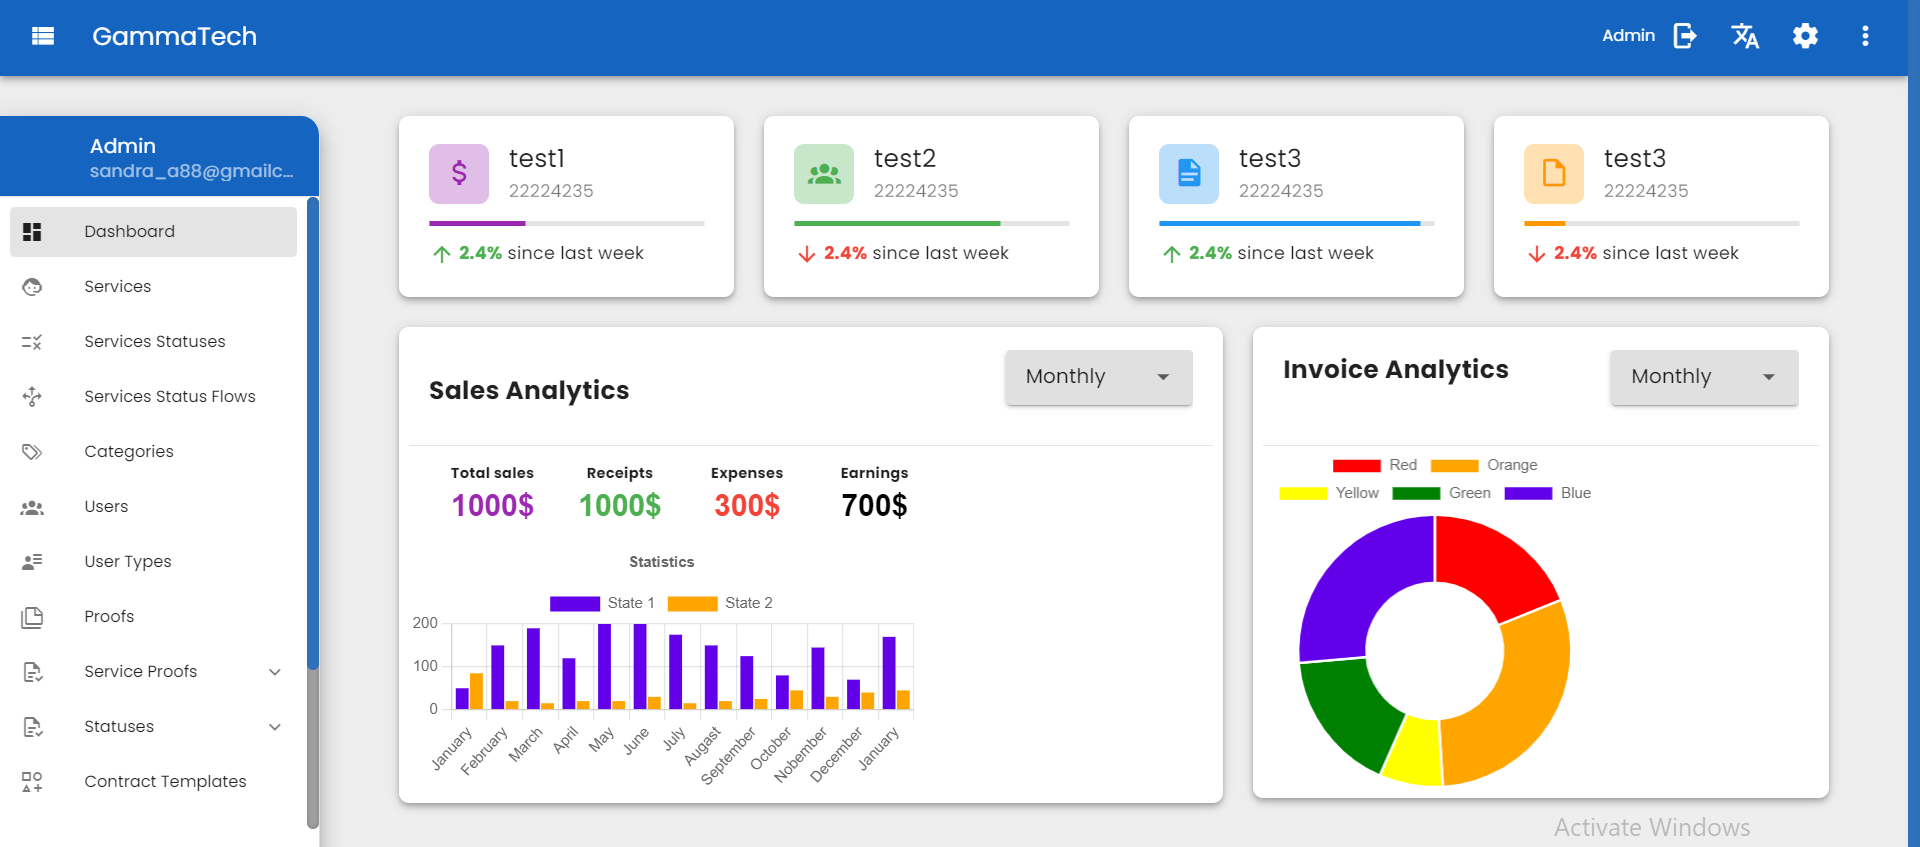 GammaTech
Admin
Admin
sandra_a88@gmailc...
Dashboard
Services
Services Statuses
Services Status Flows
Categories
Users
User Types
Proofs
Service Proofs
Statuses
Contract Templates
test1
22224235
2.4% since last week
test2
22224235
2.4% since last week
test3
22224235
2.4% since last week
test3
22224235
2.4% since last week
Sales Analytics
Monthly
Total sales
1000$
Receipts
1000$
Expenses
300$
Earnings
700$
Statistics
State 1
State 2
200
100
0
January
February
March
April
May
June
July
Augast
September
October
Nobember
December
January
Invoice Analytics
Monthly
Red
Orange
Yellow
Green
Blue
Activate Windows